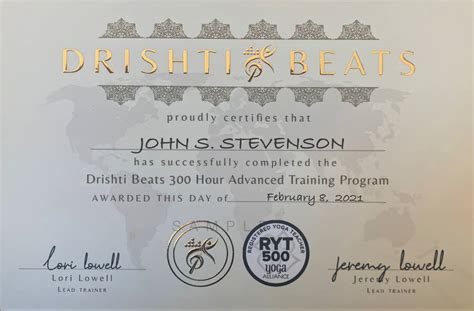 DRISHTI BEATS
proudly certifies that
JOHN S. STEVENSON
has successfully completed the
Drishti Beats 300 Hour Advanced Training Program
AWARDED THIS DAY of February 8, 2021
SAMPLE
REGISTERED YOGA TEACHER
RYT
500
yoga
ALLIANCE
lori lowell
Lori Lowell
LEAD TRAINER
jeremy lowell
Jeremy Lowell
LEAD TRAINER